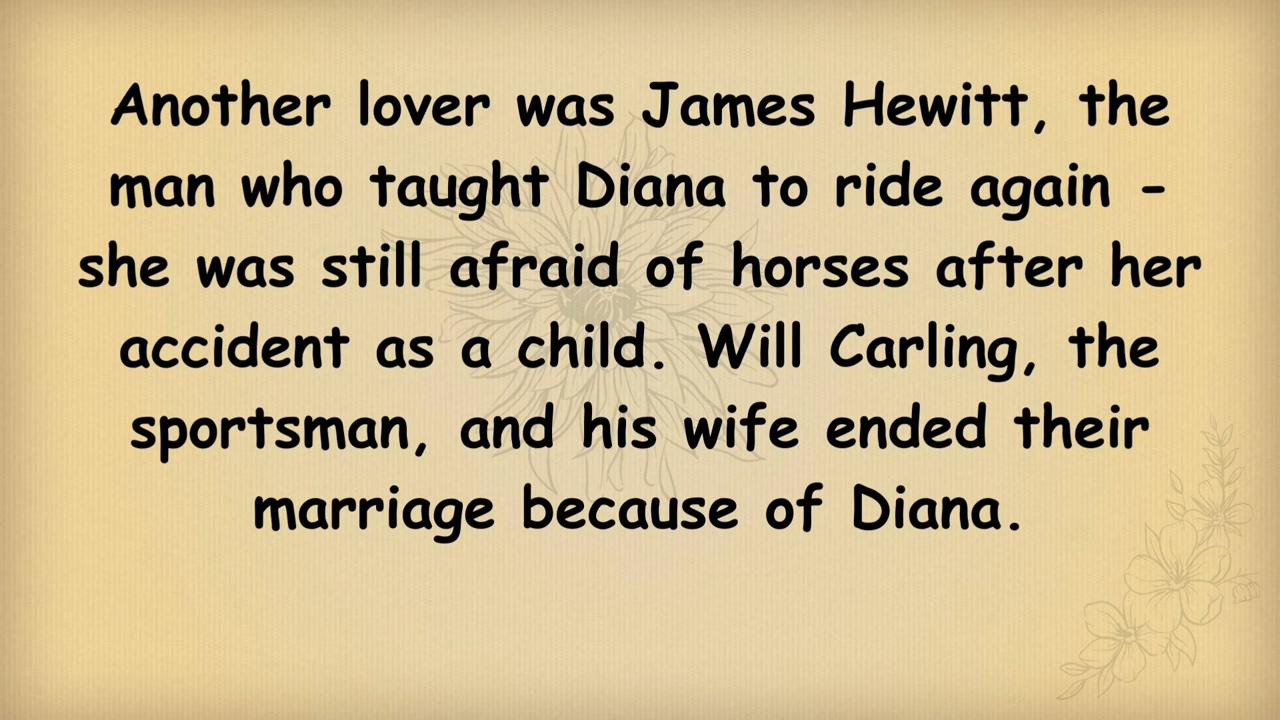 Another lover was James Hewitt, the
man who taught Diana to ride again -
she was still afraid of horses after her
accident as a child. Will Carling, the
sportsman, and his wife ended their
marriage because of Diana.